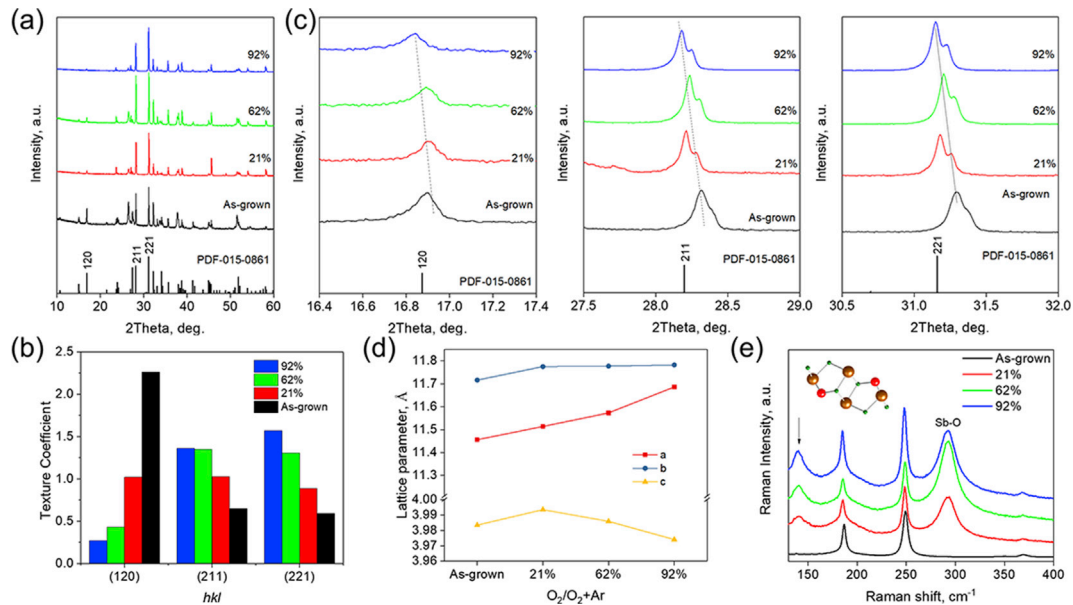 (a)
Intensity, a.u.
92%
62%
21%
As-grown
120
211
221
PDF-015-0861
10 20 30 40 50 60
2Theta, deg.
(c)
Intensity, a.u.
92%
62%
21%
As-grown
120
PDF-015-0861
16.4 16.6 16.8 17.0 17.2 17.4
2Theta, deg.
Intensity, a.u.
92%
62%
21%
As-grown
211
PDF-015-0861
27.5 28.0 28.5 29.0
2Theta, deg.
Intensity, a.u.
92%
62%
21%
As-grown
221
PDF-015-0861
30.5 31.0 31.5 32.0
2Theta, deg.
(b)
Texture Coefficient
2.5
2.0
1.5
1.0
0.5
0.0
92%
62%
21%
As-grown
(120) (211) (221)
hkl
(d)
Lattice parameter, Å
11.8
11.7
11.6
11.5
11.4
11.3
4.00
3.99
3.98
3.97
3.96
a
b
c
As-grown 21% 62% 92%
O₂/O₂+Ar
(e)
Raman Intensity, a.u.
As-grown
21%
62%
92%
Sb-O
150 200 250 300 350 400
Raman shift, cm⁻¹